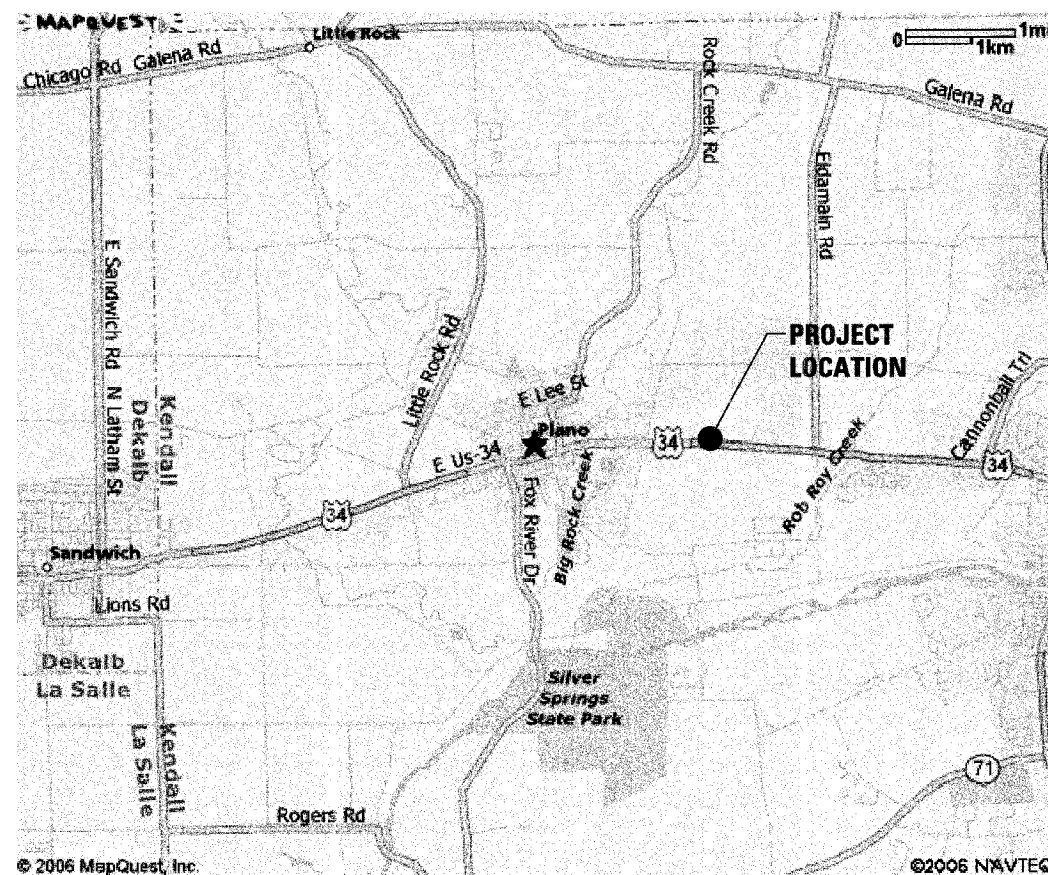 MAPQUEST
Little Rock
0 1mi
1km
Chicago Rd Galena Rd
Rock Creek Rd
Galena Rd
Eldamain Rd
E Sandwich Rd N Latham St
Little Rock Rd
PROJECT
LOCATION
Cannonball Trl
E Lee St
Plano
E Us-34
34
34
34
Dekalb
Kendall
Fox River Dr
Big Rock Creek
Rob Roy Creek
Sandwich
Lions Rd
Dekalb
La Salle
Silver
Springs
State Park
La Salle
Kendall
71
Rogers Rd
© 2006 MapQuest, Inc.
©2006 NAVTEQ